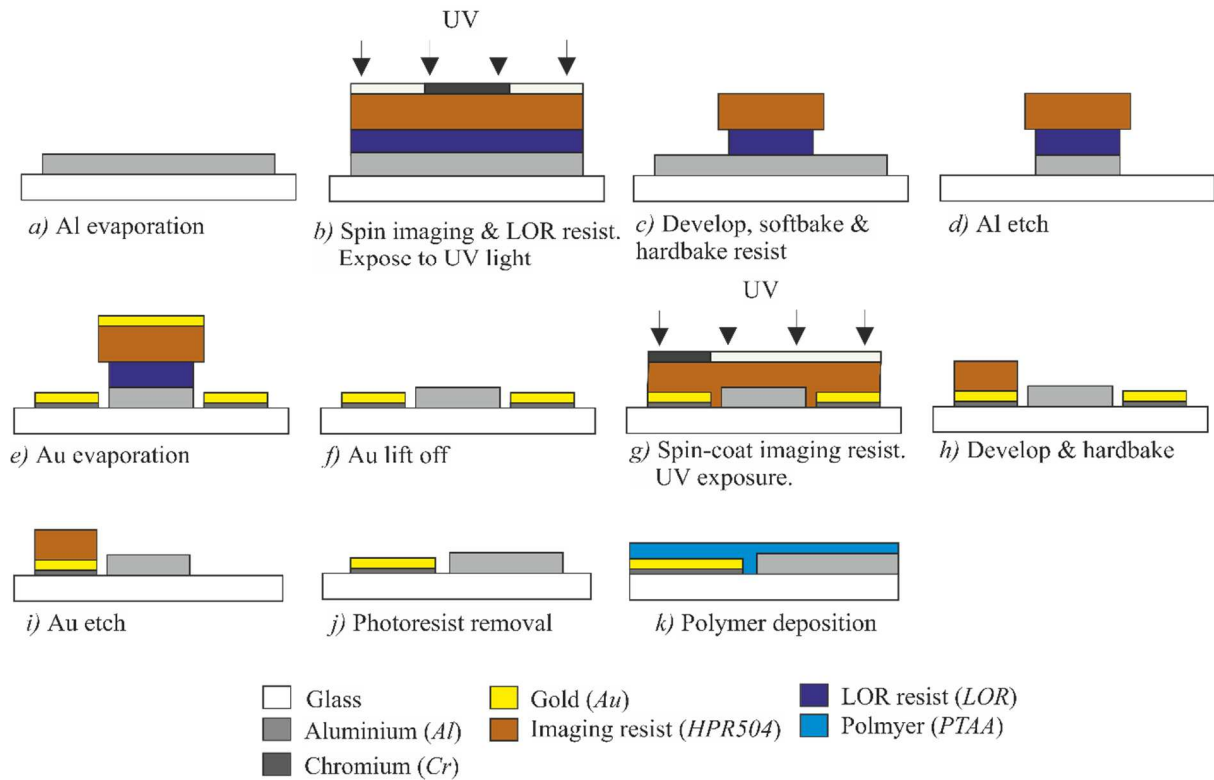 UV
a) Al evaporation
b) Spin imaging & LOR resist.
Expose to UV light
c) Develop, softbake &
hardbake resist
d) Al etch
UV
e) Au evaporation
f) Au lift off
g) Spin-coat imaging resist.
UV exposure.
h) Develop & hardbake
i) Au etch
j) Photoresist removal
k) Polymer deposition
Glass
Aluminium (Al)
Chromium (Cr)
Gold (Au)
Imaging resist (HPR504)
LOR resist (LOR)
Polmyer (PTAA)